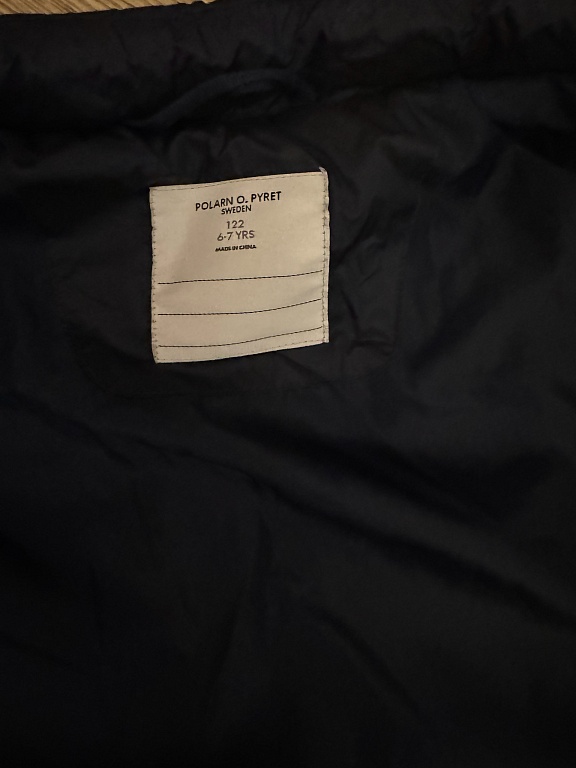 POLARN O. PYRET
SWEDEN
122
6-7 YRS
MADE IN CHINA